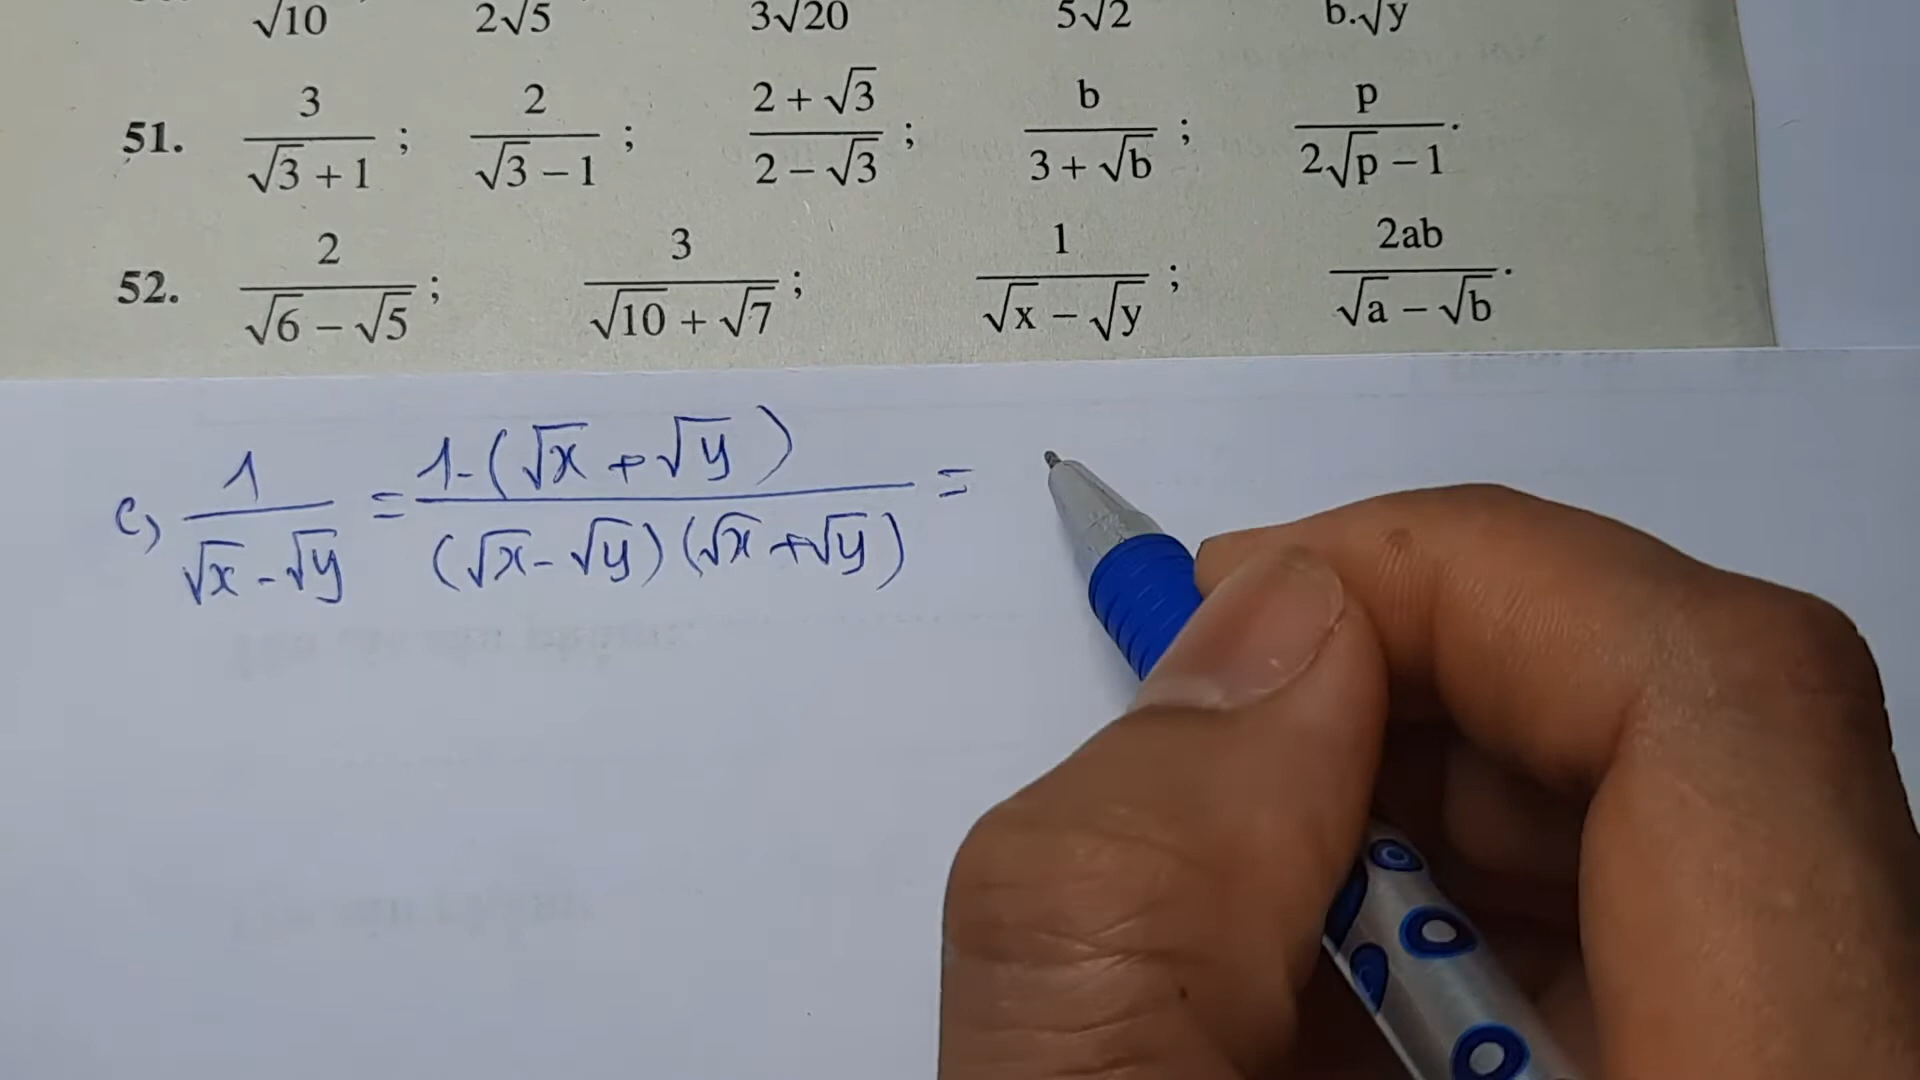 √10 2√5 3√20 5√2 b.√y
51. 3/(√3 + 1) ; 2/(√3 – 1) ; (2 + √3)/(2 – √3) ; b/(3 + √b) ; p/(2√p – 1) .
52. 2/(√6 – √5) ; 3/(√10 + √7) ; 1/(√x – √y) ; 2ab/(√a – √b) .
c) 1/(√x - √y) = 1.(√x + √y)/((√x - √y)(√x + √y)) =